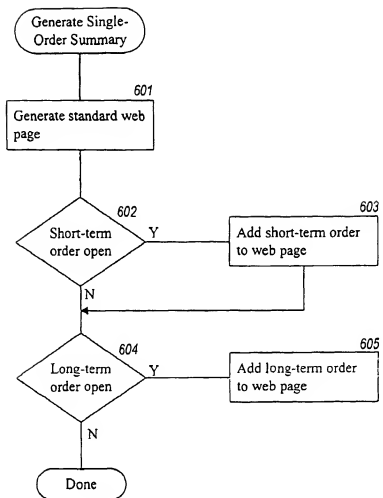 Generate Single-
Order Summary
601
Generate standard web
page
602
Short-term
order open
Y
N
603
Add short-term order
to web page
604
Long-term
order open
Y
N
605
Add long-term order
to web page
Done